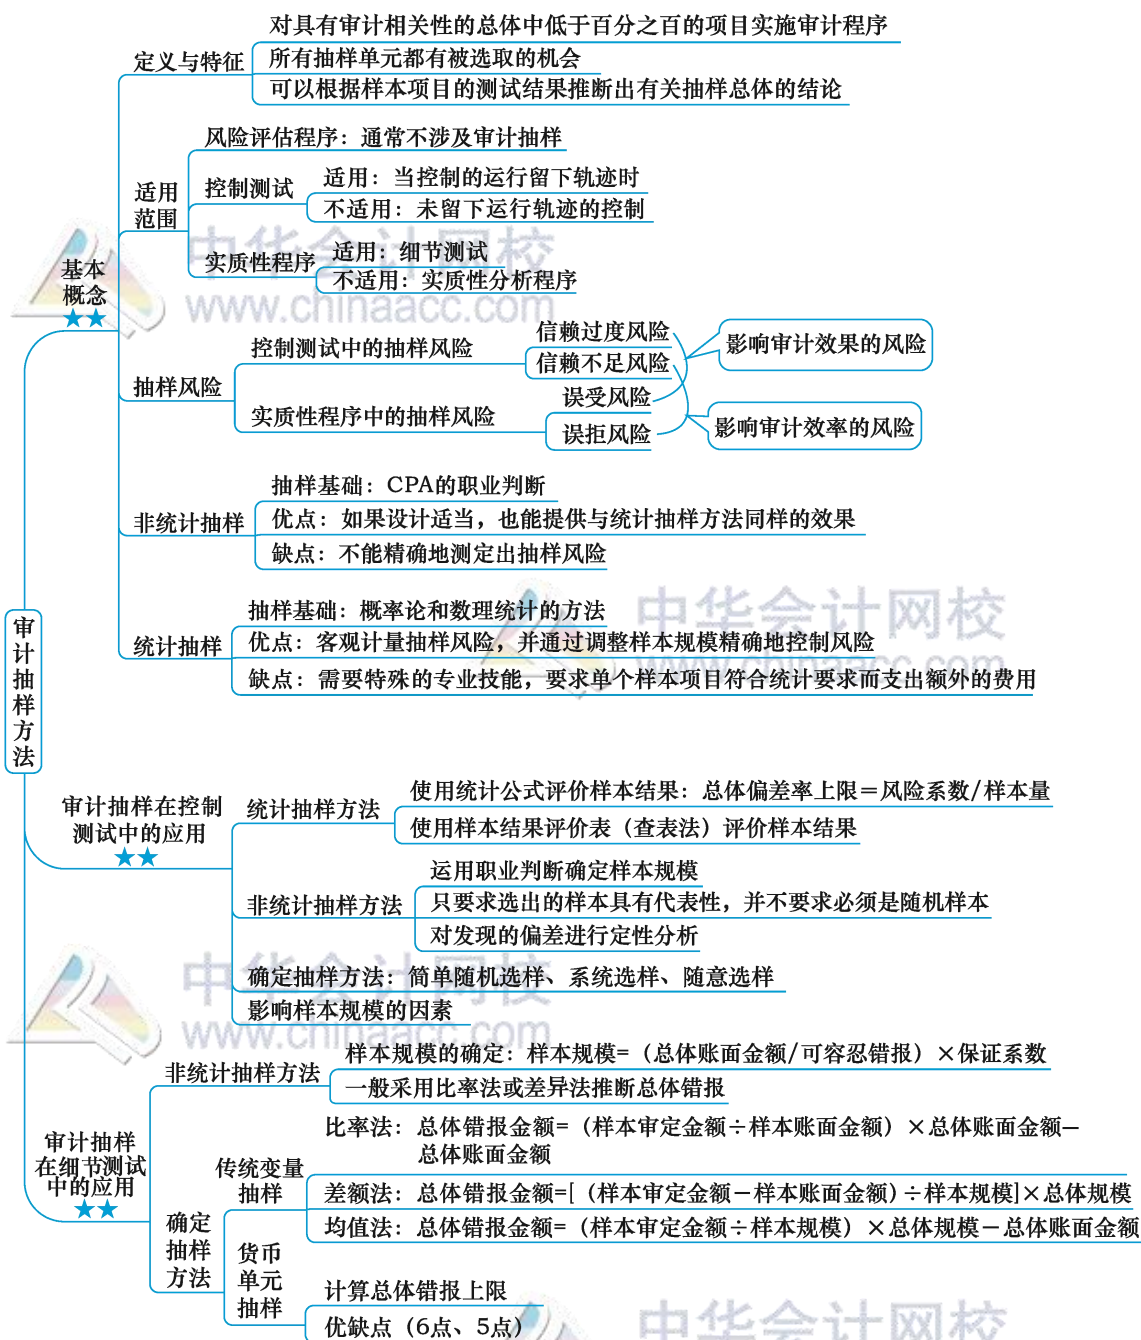 对具有审计相关性的总体中低于百分之百的项目实施审计程序
定义与特征
所有抽样单元都有被选取的机会
可以根据样本项目的测试结果推断出有关抽样总体的结论
风险评估程序：通常不涉及审计抽样
适用
范围
控制测试
适用：当控制的运行留下轨迹时
不适用：未留下运行轨迹的控制
实质性程序
适用：细节测试
不适用：实质性分析程序
中华会计网校
www.chinaacc.com
基本
概念
★★
抽样风险
控制测试中的抽样风险
信赖过度风险
信赖不足风险
影响审计效果的风险
实质性程序中的抽样风险
误受风险
误拒风险
影响审计效率的风险
非统计抽样
抽样基础：CPA的职业判断
优点：如果设计适当，也能提供与统计抽样方法同样的效果
缺点：不能精确地测定出抽样风险
统计抽样
抽样基础：概率论和数理统计的方法
优点：客观计量抽样风险，并通过调整样本规模精确地控制风险
缺点：需要特殊的专业技能，要求单个样本项目符合统计要求而支出额外的费用
中华会计网校
www.chinaacc.com
审
计
抽
样
方
法
审计抽样在控制
测试中的应用
★★
统计抽样方法
使用统计公式评价样本结果：总体偏差率上限＝风险系数/样本量
使用样本结果评价表（查表法）评价样本结果
非统计抽样方法
运用职业判断确定样本规模
只要求选出的样本具有代表性，并不要求必须是随机样本
对发现的偏差进行定性分析
确定抽样方法：简单随机选样、系统选样、随意选样
影响样本规模的因素
中华会计网校
www.chinaacc.com
审计抽样
在细节测试
中的应用
★★
非统计抽样方法
样本规模的确定：样本规模=（总体账面金额/可容忍错报）×保证系数
一般采用比率法或差异法推断总体错报
确定
抽样
方法
传统变量
抽样
比率法：总体错报金额=（样本审定金额÷样本账面金额）×总体账面金额—
总体账面金额
差额法：总体错报金额=[（样本审定金额－样本账面金额）÷样本规模]×总体规模
均值法：总体错报金额=（样本审定金额÷样本规模）×总体规模－总体账面金额
货币
单元
抽样
计算总体错报上限
优缺点（6点、5点）
中华会计网校